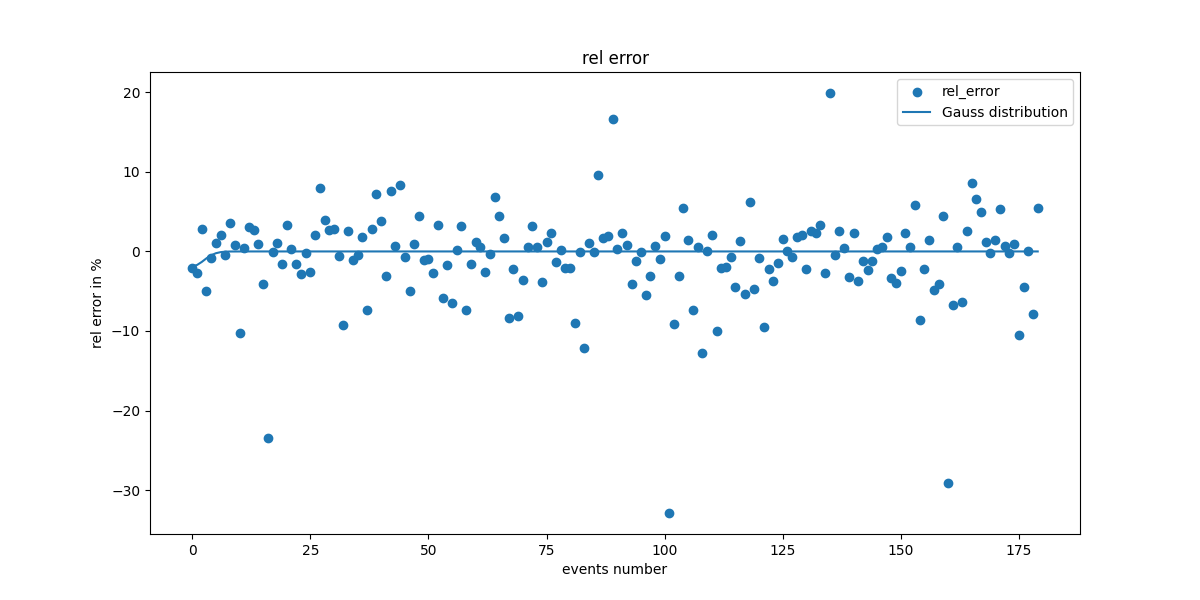 rel error
rel_error
Gauss distribution
20
10
0
−10
−20
−30
rel error in %
0
25
50
75
100
125
150
175
events number